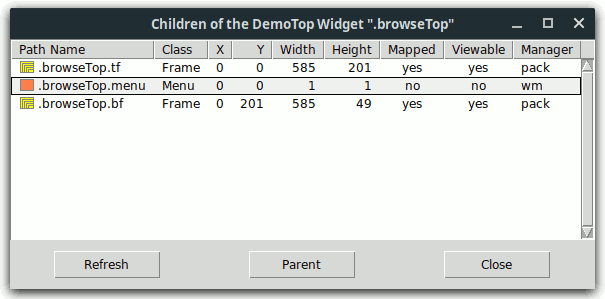 Children of the DemoTop Widget ".browseTop"
Path Name Class X Y Width Height Mapped Viewable Manager
.browseTop.tf Frame 0 0 585 201 yes yes pack
.browseTop.menu Menu 0 0 1 1 no no wm
.browseTop.bf Frame 0 201 585 49 yes yes pack
Refresh Parent Close